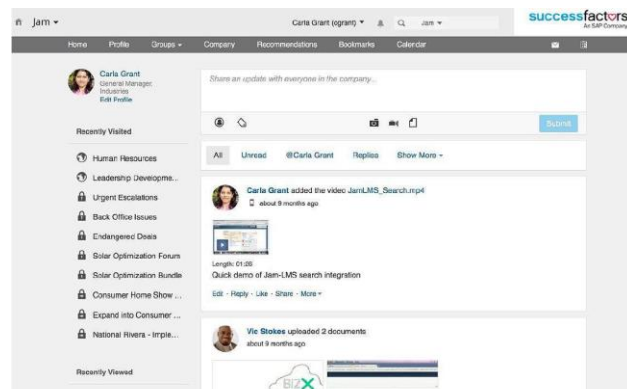 Jam
Carla Grant (cgrant)
Jam
successfactors
An SAP Company
Home Profile Groups Company Recommendations Bookmarks Calendar
Carla Grant
General Manager,
Industries
Edit Profile
Share an update with everyone in the company...
Submit
Recently Visited
Human Resources
Leadership Developme...
Urgent Escalations
Back Office Issues
Endangered Deals
Solar Optimization Forum
Solar Optimization Bundle
Consumer Home Show ...
Expand into Consumer ...
National Rivera - Imple...
Recently Viewed
All Unread @Carla Grant Replies Show More
Carla Grant added the video JamLMS_Search.mp4
about 9 months ago
Length: 01:05
Quick demo of Jam-LMS search integration
Edit · Reply · Like · Share · More
Vic Stokes uploaded 2 documents
about 9 months ago
BIZX